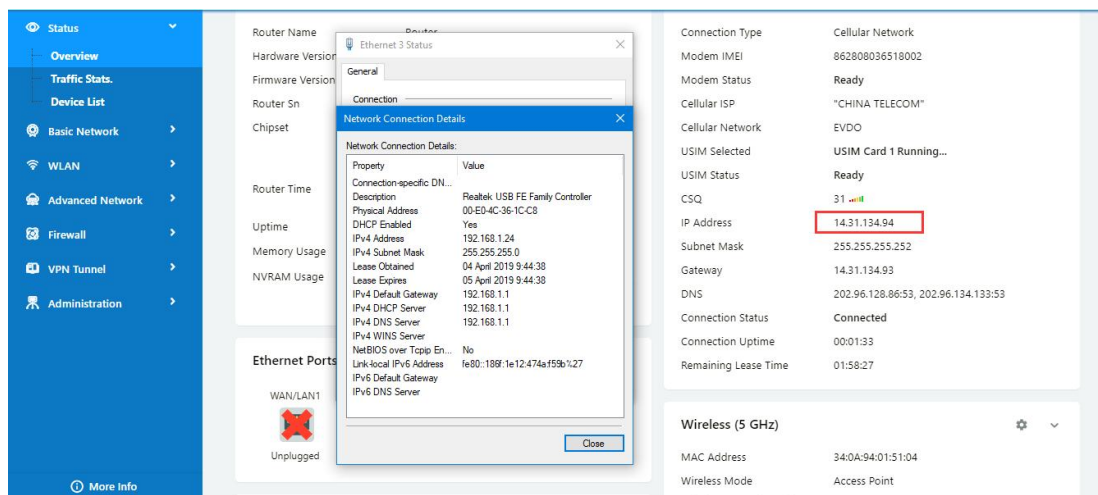 Status
Overview
Traffic Stats.
Device List
Basic Network
WLAN
Advanced Network
Firewall
VPN Tunnel
Administration
More Info
Router Name
Hardware Version
Firmware Version
Router Sn
Chipset
Router Time
Uptime
Memory Usage
NVRAM Usage
Ethernet Ports
WAN/LAN1
Unplugged
Ethernet 3 Status
General
Connection
Network Connection Details
Network Connection Details:
Property Value
Connection-specific DN...
Description Realtek USB FE Family Controller
Physical Address 00-E0-4C-36-1C-C8
DHCP Enabled Yes
IPv4 Address 192.168.1.24
IPv4 Subnet Mask 255.255.255.0
Lease Obtained 04 April 2019 9:44:38
Lease Expires 05 April 2019 9:44:38
IPv4 Default Gateway 192.168.1.1
IPv4 DHCP Server 192.168.1.1
IPv4 DNS Server 192.168.1.1
IPv4 WINS Server
NetBIOS over Tcpip En... No
Link-local IPv6 Address fe80::186f:1e12:474a:f59b%27
IPv6 Default Gateway
IPv6 DNS Server
Close
Connection Type Cellular Network
Modem IMEI 862808036518002
Modem Status Ready
Cellular ISP "CHINA TELECOM"
Cellular Network EVDO
USIM Selected USIM Card 1 Running...
USIM Status Ready
CSQ 31
IP Address 14.31.134.94
Subnet Mask 255.255.255.252
Gateway 14.31.134.93
DNS 202.96.128.86:53, 202.96.134.133:53
Connection Status Connected
Connection Uptime 00:01:33
Remaining Lease Time 01:58:27
Wireless (5 GHz)
MAC Address 34:0A:94:01:51:04
Wireless Mode Access Point